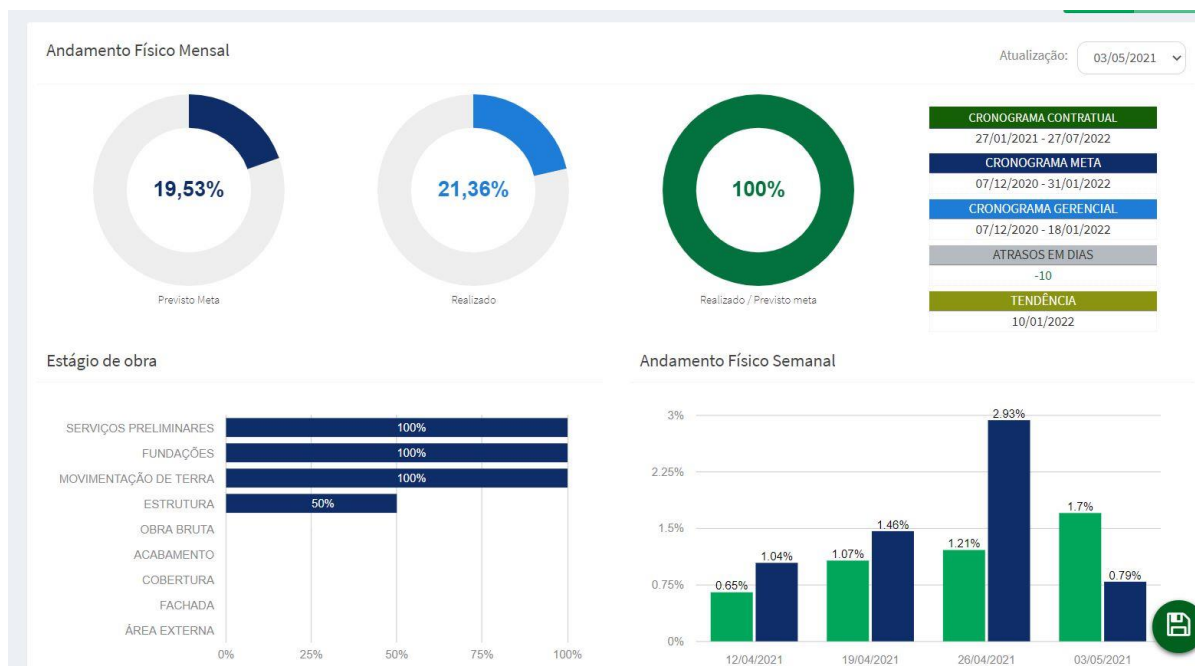 Andamento Físico Mensal
Atualização:
03/05/2021
19,53%
Previsto Meta
21,36%
Realizado
100%
Realizado / Previsto meta
CRONOGRAMA CONTRATUAL
27/01/2021 - 27/07/2022
CRONOGRAMA META
07/12/2020 - 31/01/2022
CRONOGRAMA GERENCIAL
07/12/2020 - 18/01/2022
ATRASOS EM DIAS
-10
TENDÊNCIA
10/01/2022
Estágio de obra
SERVIÇOS PRELIMINARES 100%
FUNDAÇÕES 100%
MOVIMENTAÇÃO DE TERRA 100%
ESTRUTURA 50%
OBRA BRUTA
ACABAMENTO
COBERTURA
FACHADA
ÁREA EXTERNA
0% 25% 50% 75% 100%
Andamento Físico Semanal
3%
2.25%
1.5%
0.75%
0%
0.65% 1.04%
1.07% 1.46%
1.21% 2.93%
1.7% 0.79%
12/04/2021 19/04/2021 26/04/2021 03/05/2021